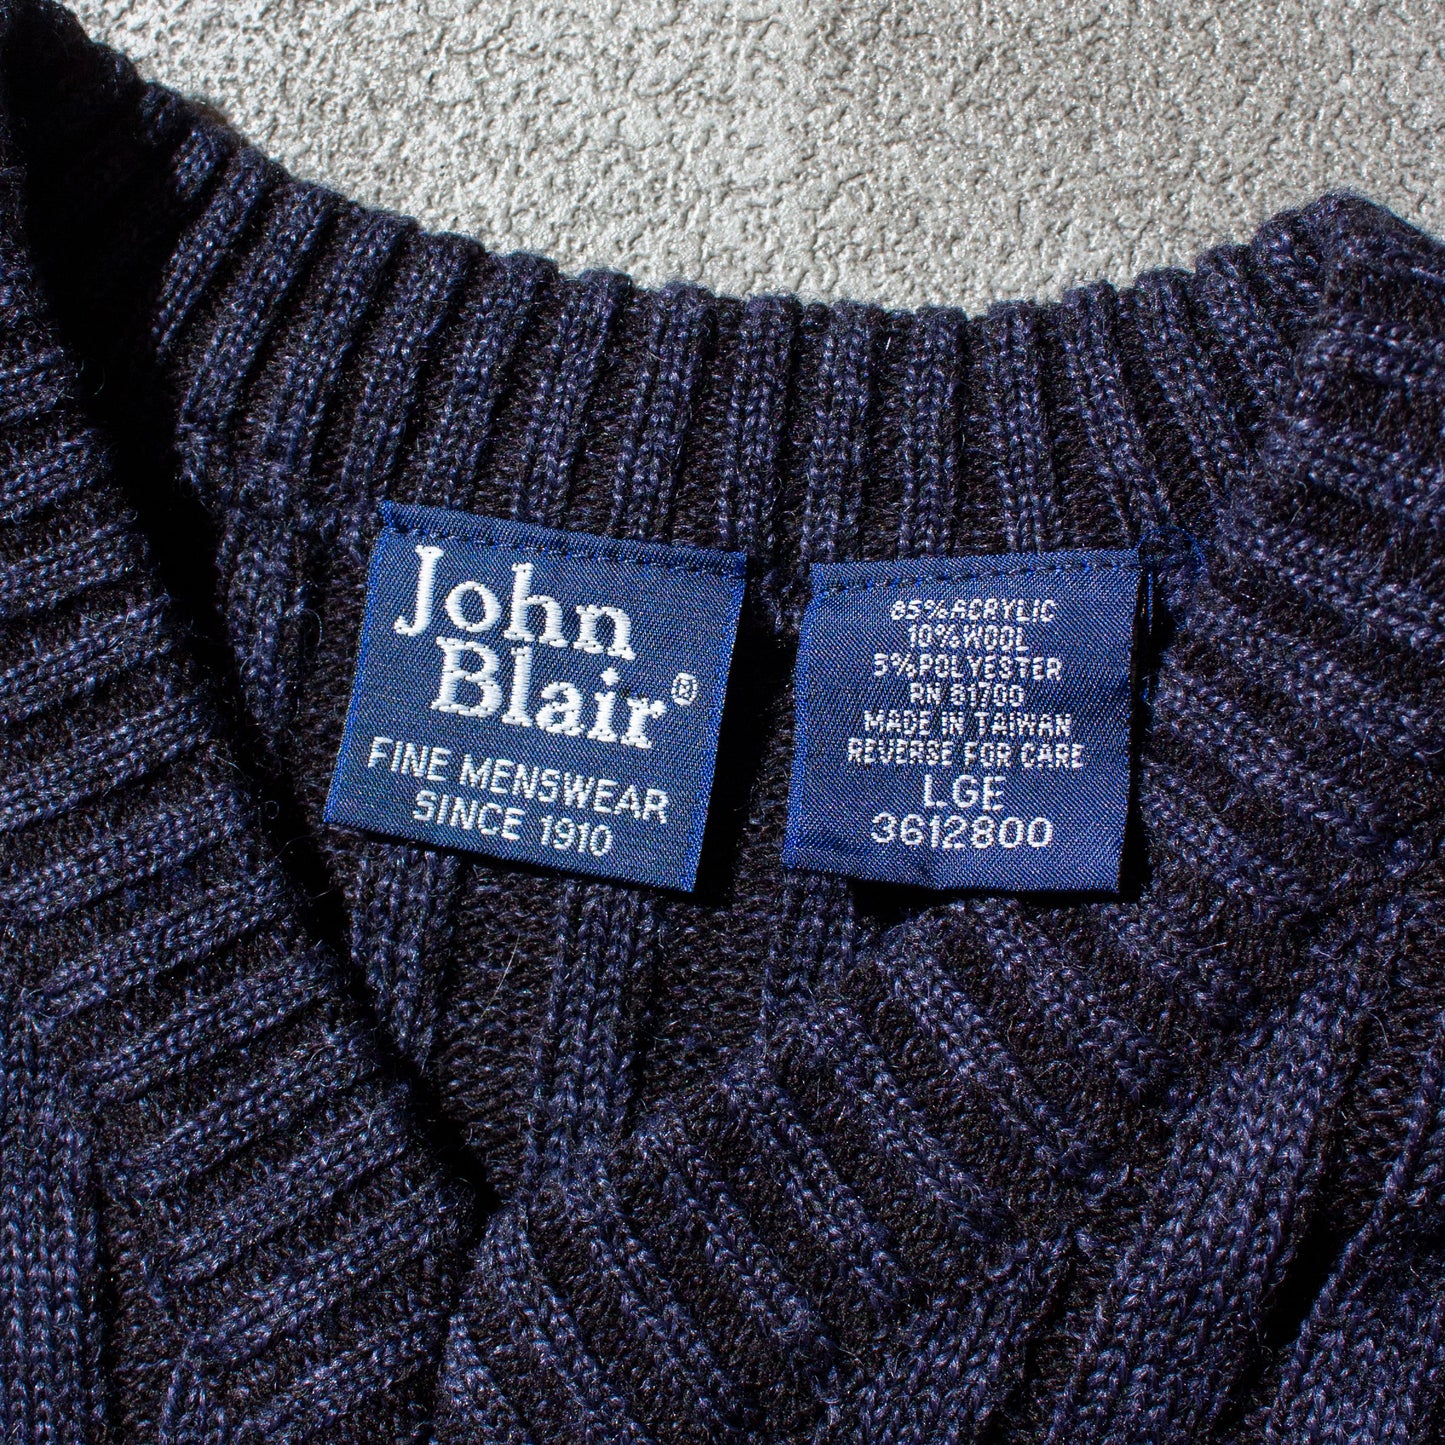 John
Blair®
FINE MENSWEAR
SINCE 1910
85%ACRYLIC
10%WOOL
5%POLYESTER
RN 81700
MADE IN TAIWAN
REVERSE FOR CARE
LGE
3612800